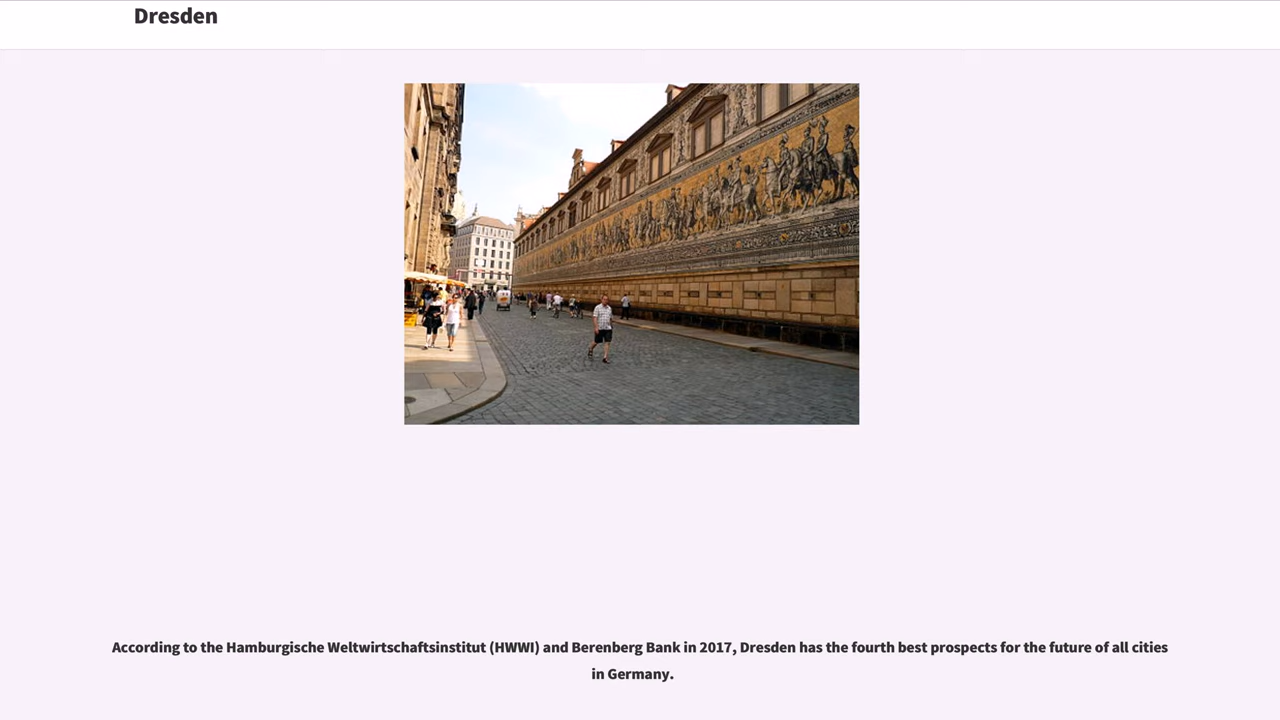 Dresden
According to the Hamburgische Weltwirtschaftsinstitut (HWWI) and Berenberg Bank in 2017, Dresden has the fourth best prospects for the future of all cities
in Germany.